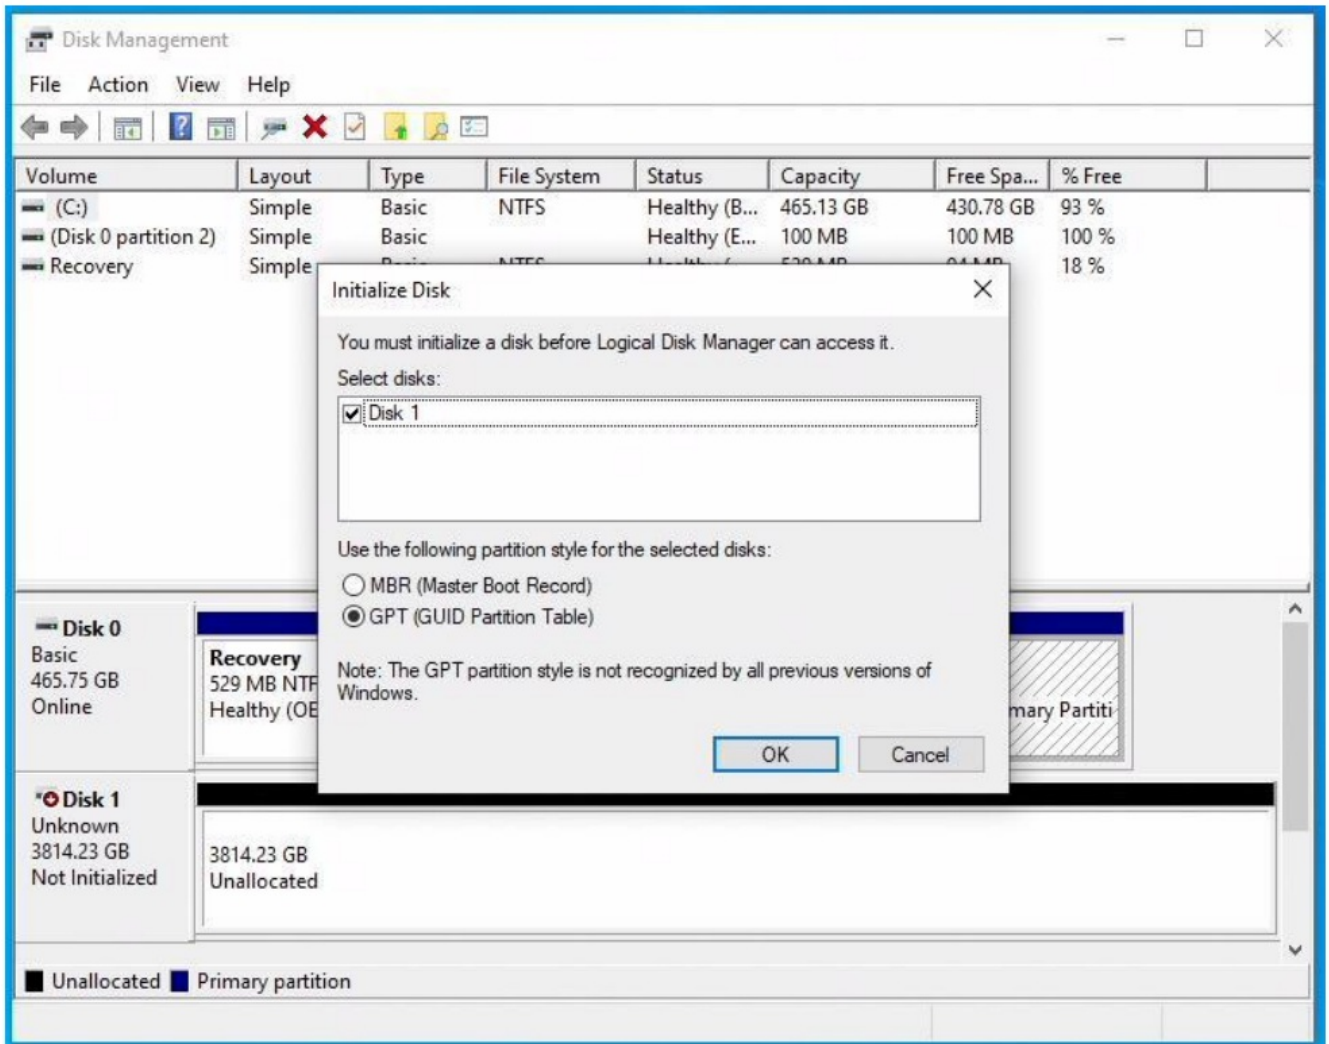 Disk Management
File Action View Help
Volume Layout Type File System Status Capacity Free Spa... % Free
(C:) Simple Basic NTFS Healthy (B... 465.13 GB 430.78 GB 93 %
(Disk 0 partition 2) Simple Basic Healthy (E... 100 MB 100 MB 100 %
Recovery Simple 18 %
Initialize Disk
You must initialize a disk before Logical Disk Manager can access it.
Select disks:
Disk 1
Use the following partition style for the selected disks:
MBR (Master Boot Record)
GPT (GUID Partition Table)
Note: The GPT partition style is not recognized by all previous versions of
Windows.
OK Cancel
Disk 0
Basic
465.75 GB
Online
Recovery
529 MB NTF
Healthy (OE
mary Partiti
Disk 1
Unknown
3814.23 GB
Not Initialized
3814.23 GB
Unallocated
Unallocated Primary partition